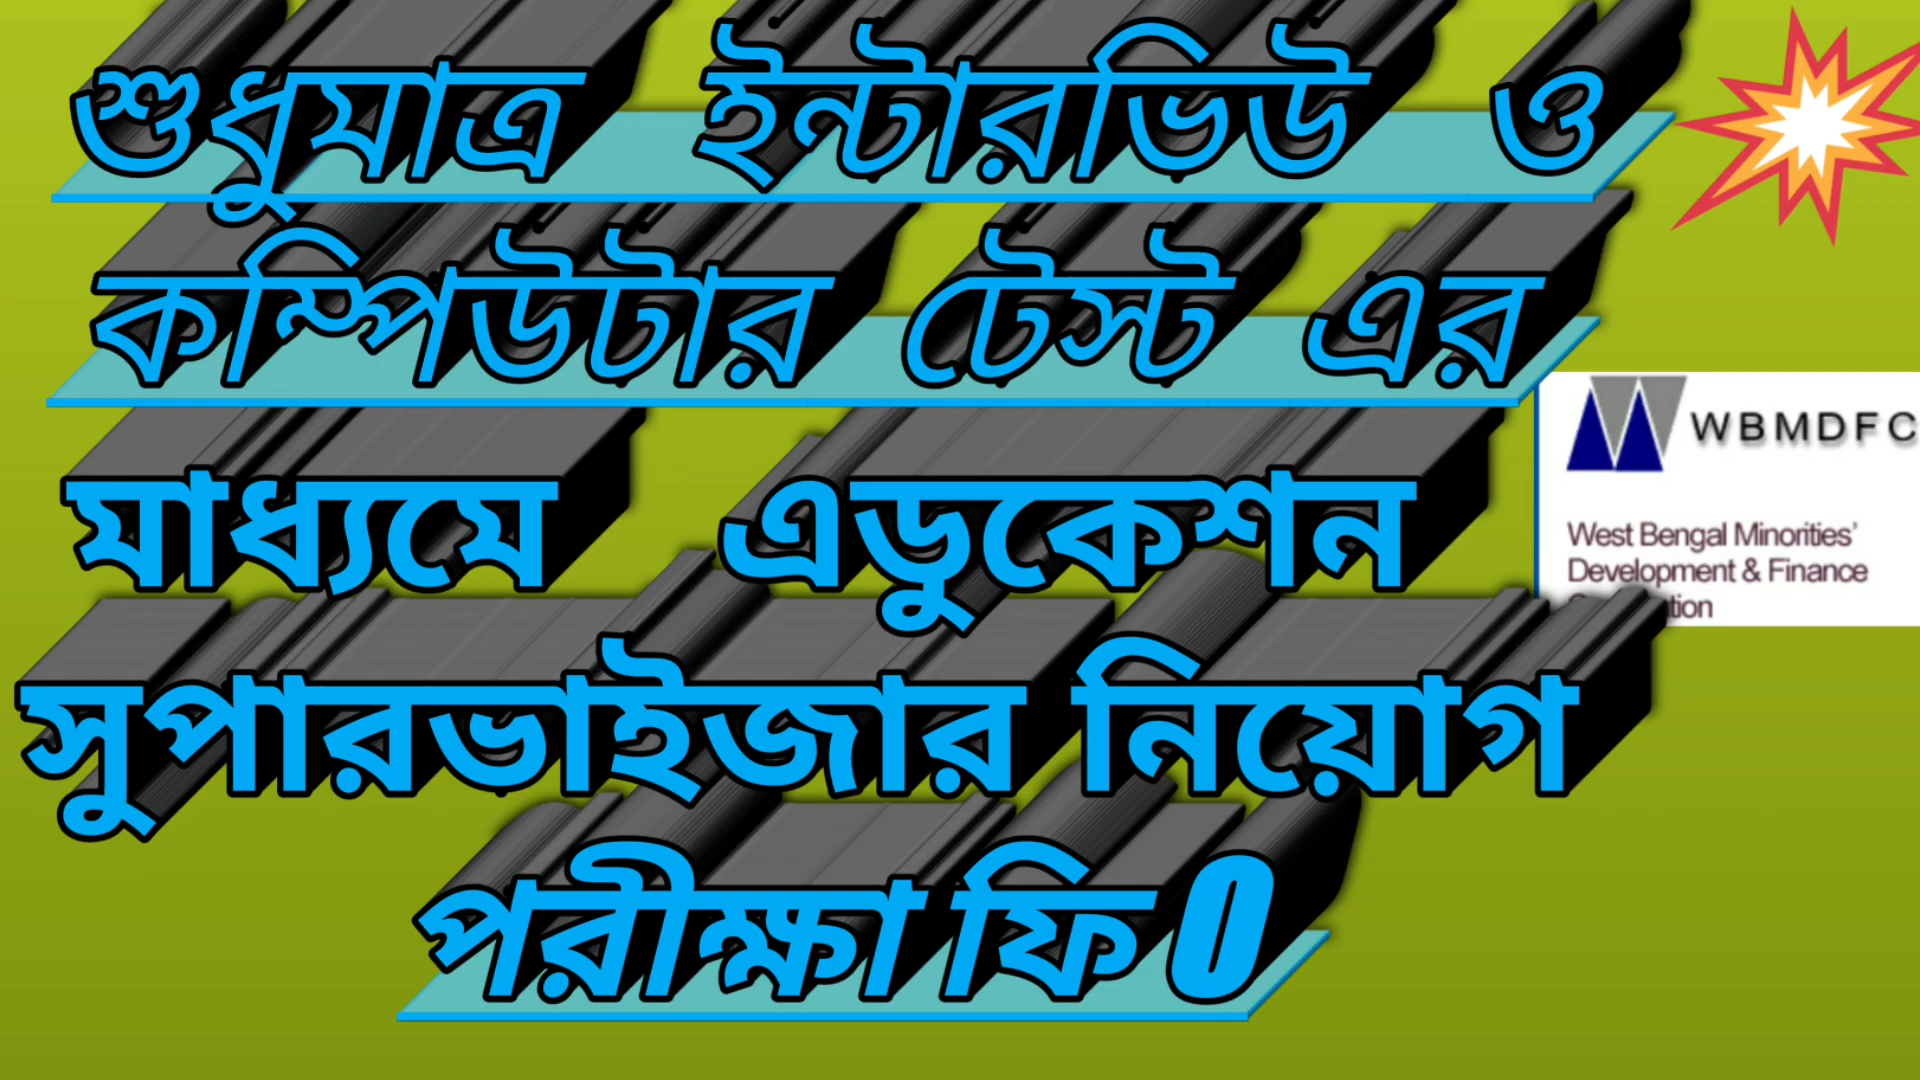 শুধুমাত্র ইন্টারভিউ ও
কম্পিউটার টেস্ট এর
মাধ্যমে এডুকেশন
সুপারভাইজার নিয়োগ
পরীক্ষা ফি 0
WBMDFC
West Bengal Minorities'
Development & Finance